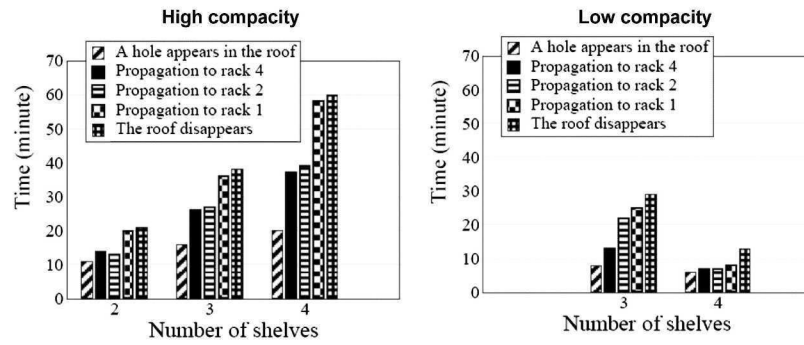 High compacity
70
60
50
40
30
20
10
0
Time (minute)
A hole appears in the roof
Propagation to rack 4
Propagation to rack 2
Propagation to rack 1
The roof disappears
2 3 4
Number of shelves
Low compacity
70
60
50
40
30
20
10
0
Time (minute)
A hole appears in the roof
Propagation to rack 4
Propagation to rack 2
Propagation to rack 1
The roof disappears
3 4
Number of shelves